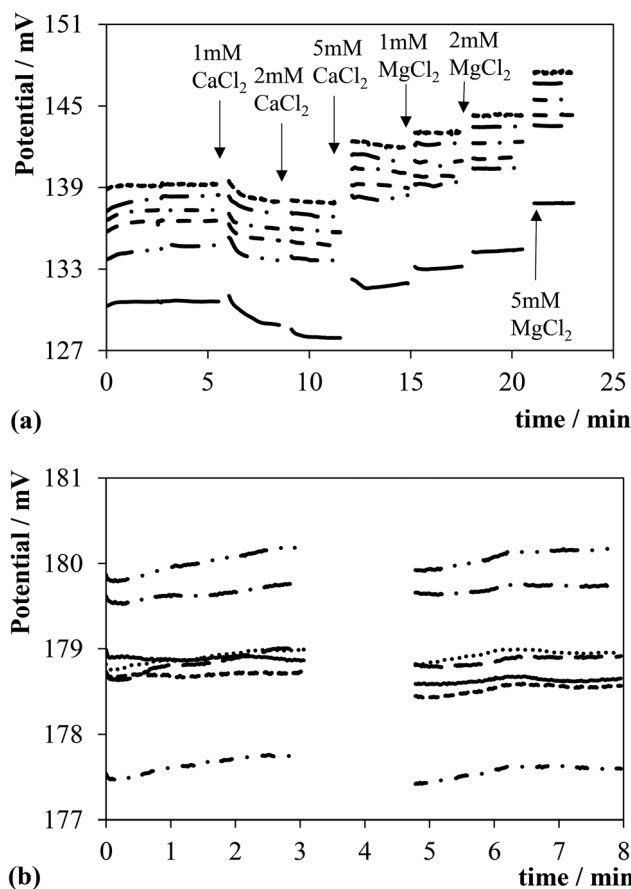 151
145
139
133
127
Potential / mV
1mM
CaCl2
2mM
CaCl2
5mM
CaCl2
1mM
MgCl2
2mM
MgCl2
5mM
MgCl2
0
5
10
15
20
25
(a)
time / min
181
180
179
178
177
Potential / mV
0
1
2
3
4
5
6
7
8
(b)
time / min